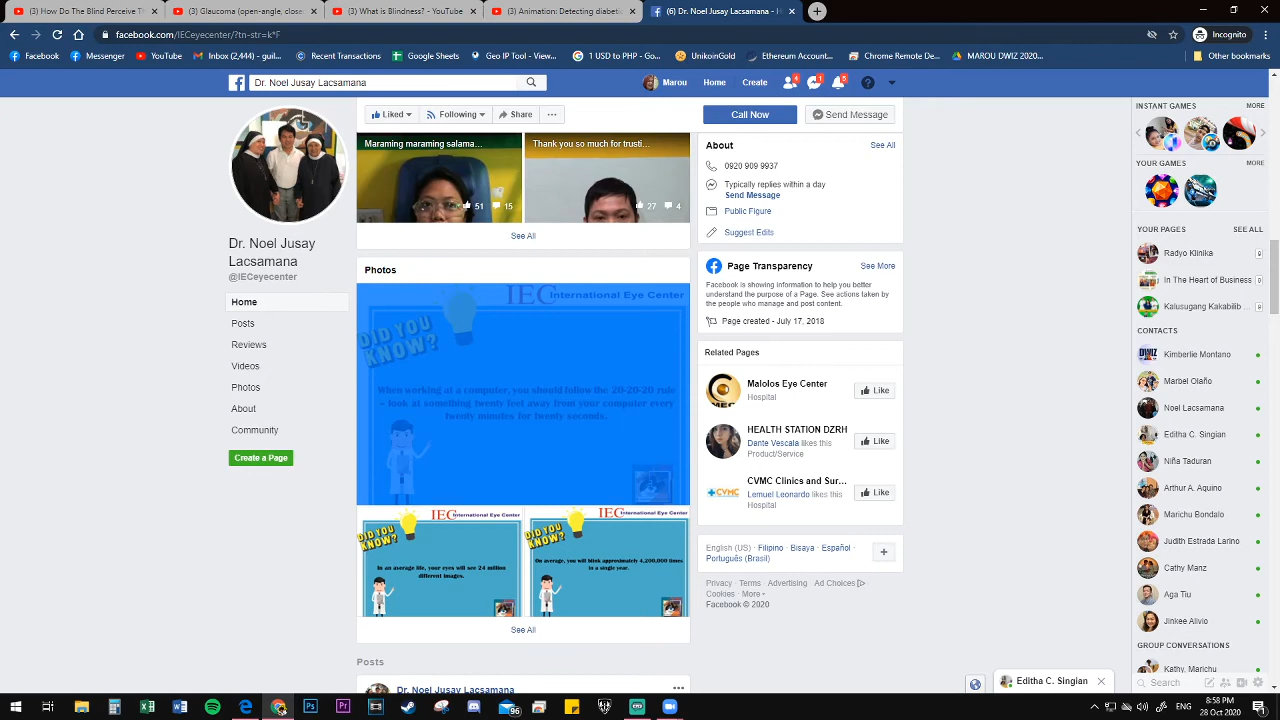 (3) How Do You Prepare For E
(3) Glaucoma program, close:
What is Blindness? - YouTube
(3) Animation: Detecting diabeti
(6) Dr. Noel Jusay Lacsamana -
facebook.com/IECeyecenter/?tn-str=k*F
Incognito
Facebook
Messenger
YouTube
Inbox (2,444) - guill...
Canva
Recent Transaction...
Google Sheets
Geo IP Tool - View...
1 USD to PHP - Go...
UnikoinGold
Ethereum Accounts
Chrome Remote De...
MAROU DWIZ 2020...
Other bookmarks
Dr. Noel Jusay Lacsamana
Marou
Home
Create
4
1
5
Liked
Following
Share
Call Now
Send Message
Dr. Noel Jusay
Lacsamana
@IECeyecenter
Home
Posts
Reviews
Videos
Photos
About
Community
Create a Page
Maraming maraming salama...
51
15
Thank you so much for trusti...
27
4
See All
Photos
IEC International Eye Center
DID YOU
KNOW?
When working at a computer, you should follow the 20-20-20 rule
– look at something twenty feet away from your computer every
twenty minutes for twenty seconds.
IEC International Eye Center
DID YOU
KNOW?
In an average life, your eyes will see 24 million
different images.
IEC International Eye Center
DID YOU
KNOW?
On average, you will blink approximately 4,200,000 times
in a single year.
See All
Posts
Dr. Noel Jusay Lacsamana
About
See All
0920 909 9937
Typically replies within a day
Send Message
Public Figure
Suggest Edits
Page Transparency
See More
Facebook is showing information to help you better
understand the purpose of a Page. See actions taken by
the people who manage and post content.
Page created - July 17, 2018
Related Pages
Malolos Eye Center
Hospital
Like
HEALTH STATION DZRH
Dante Vescala likes this
Product/Service
Like
CVMC
CVMC Clinics and Sur...
Lemuel Leonardo likes this
Hospital
Like
English (US) · Filipino · Bisaya · Español ·
Português (Brasil)
Privacy · Terms · Advertising · Ad Choices
Cookies · More
Facebook © 2020
INSTANT GAMES
MORE
YOUR GAMES
MORE
YOUR PAGES
SEE ALL
Radyo Klinika
9
In The Heart of Business
Kalusugang Kakabilib ...
CONTACTS
Kimberlie Montano
Astrid Olaño
Noel Lacsamana
Editha C. Singian
Niña Taduran
Arthur A. Aquino
Marichu Bondalo
Judith Estrada Larino
Cathy Minz
Aga Tiu
Jinkee Alivio
GROUP CONVERSATIONS
Kathy, Marichu
Search
Editha C. Singian
96
ENG
8:58 PM
28 Oct 2020